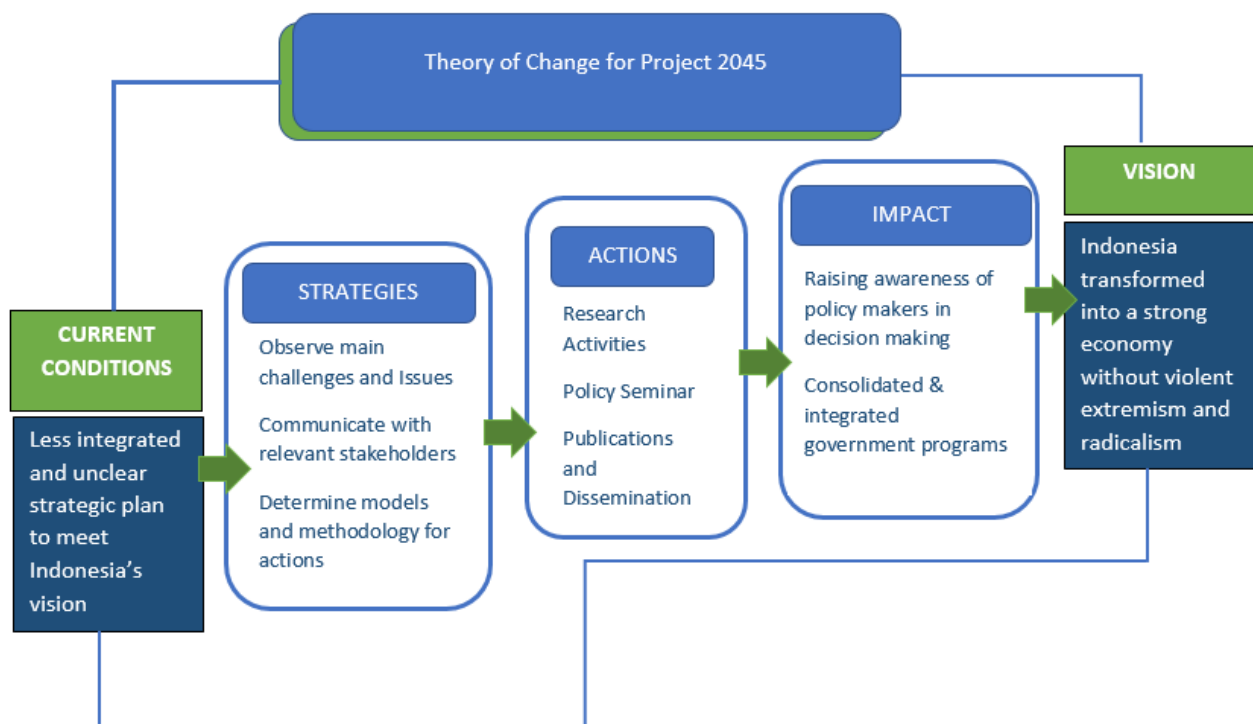 Theory of Change for Project 2045
CURRENT
CONDITIONS
Less integrated
and unclear
strategic plan
to meet
Indonesia’s
vision
STRATEGIES
Observe main
challenges and Issues
Communicate with
relevant stakeholders
Determine models
and methodology for
actions
ACTIONS
Research
Activities
Policy Seminar
Publications
and
Dissemination
IMPACT
Raising awareness of
policy makers in
decision making
Consolidated &
integrated
government programs
VISION
Indonesia
transformed
into a strong
economy
without violent
extremism and
radicalism